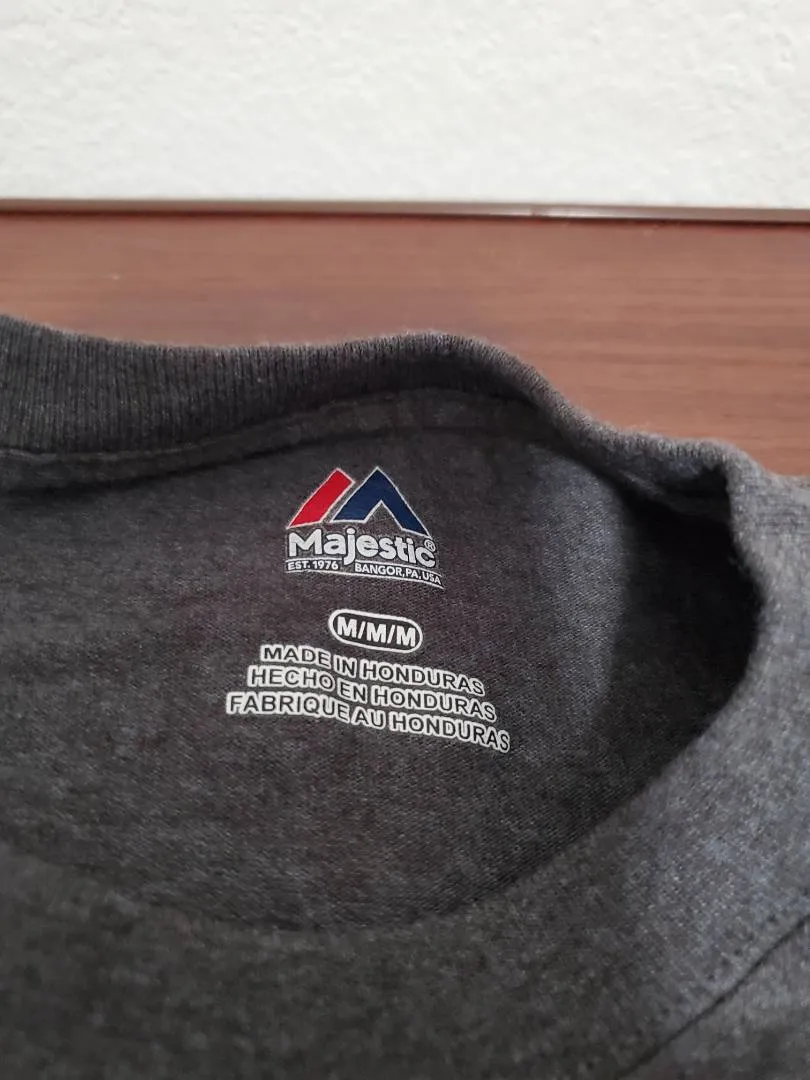 Majestic®
EST. 1976 BANGOR, PA, USA
M/M/M
MADE IN HONDURAS
HECHO EN HONDURAS
FABRIQUE AU HONDURAS